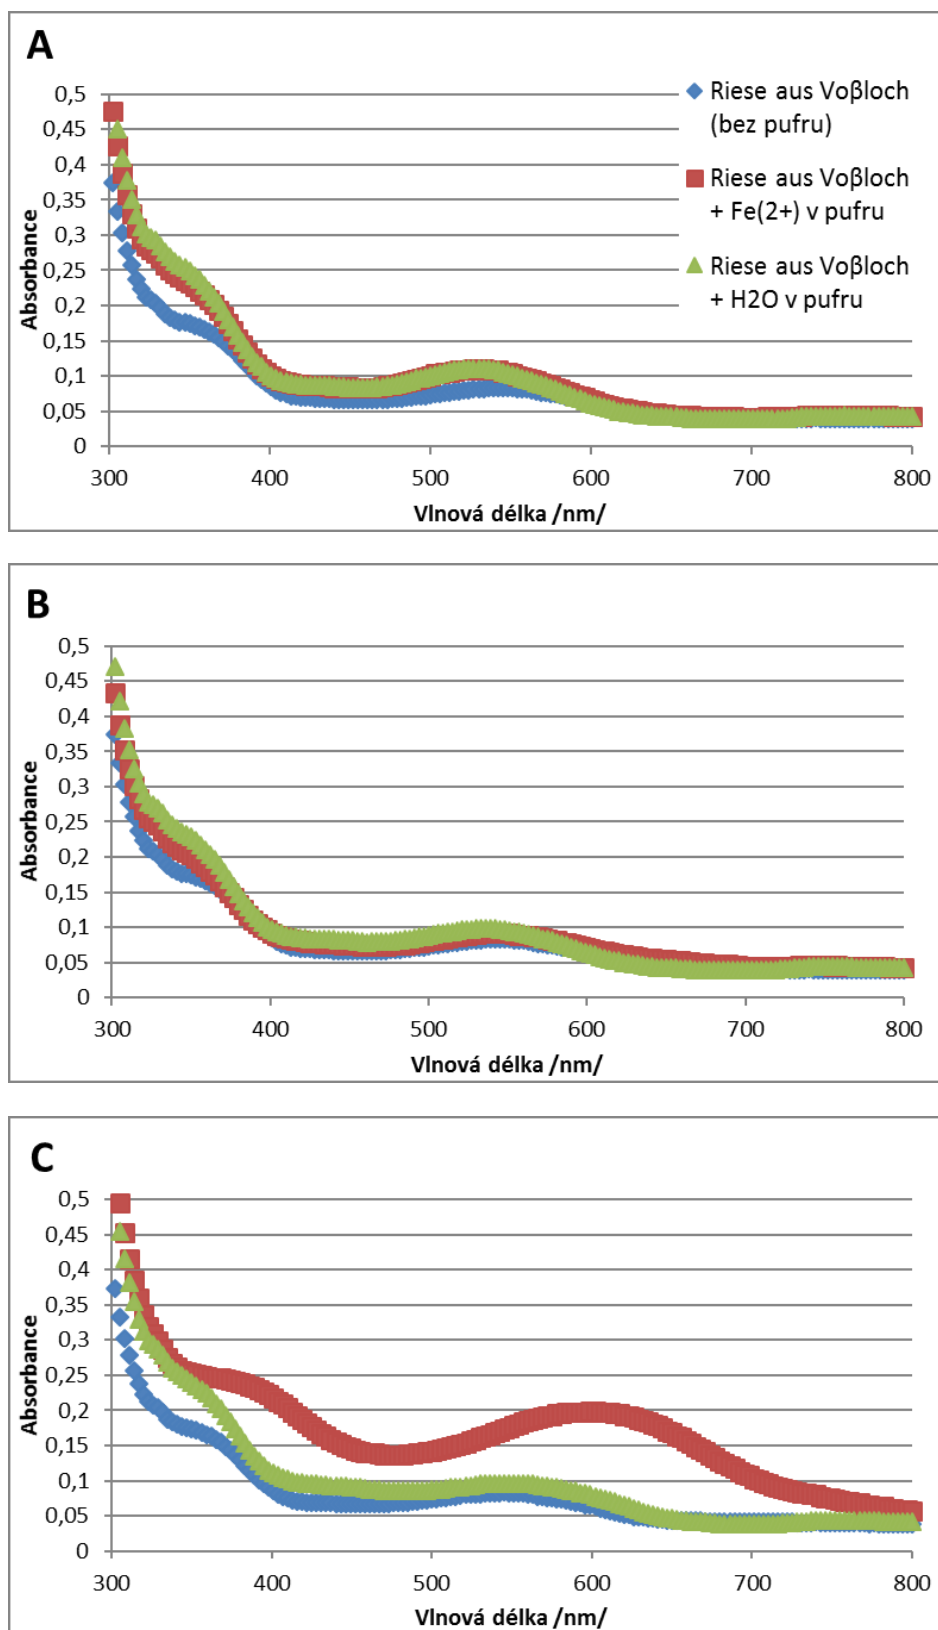 A
0,5
0,45
0,4
0,35
0,3
0,25
0,2
0,15
0,1
0,05
0
Absorbance
300 400 500 600 700 800
Vlnová délka /nm/
Riese aus Voβloch
(bez pufru)
Riese aus Voβloch
+ Fe(2+) v pufru
Riese aus Voβloch
+ H2O v pufru
B
0,5
0,45
0,4
0,35
0,3
0,25
0,2
0,15
0,1
0,05
0
Absorbance
300 400 500 600 700 800
Vlnová délka /nm/
C
0,5
0,45
0,4
0,35
0,3
0,25
0,2
0,15
0,1
0,05
0
Absorbance
300 400 500 600 700 800
Vlnová délka /nm/